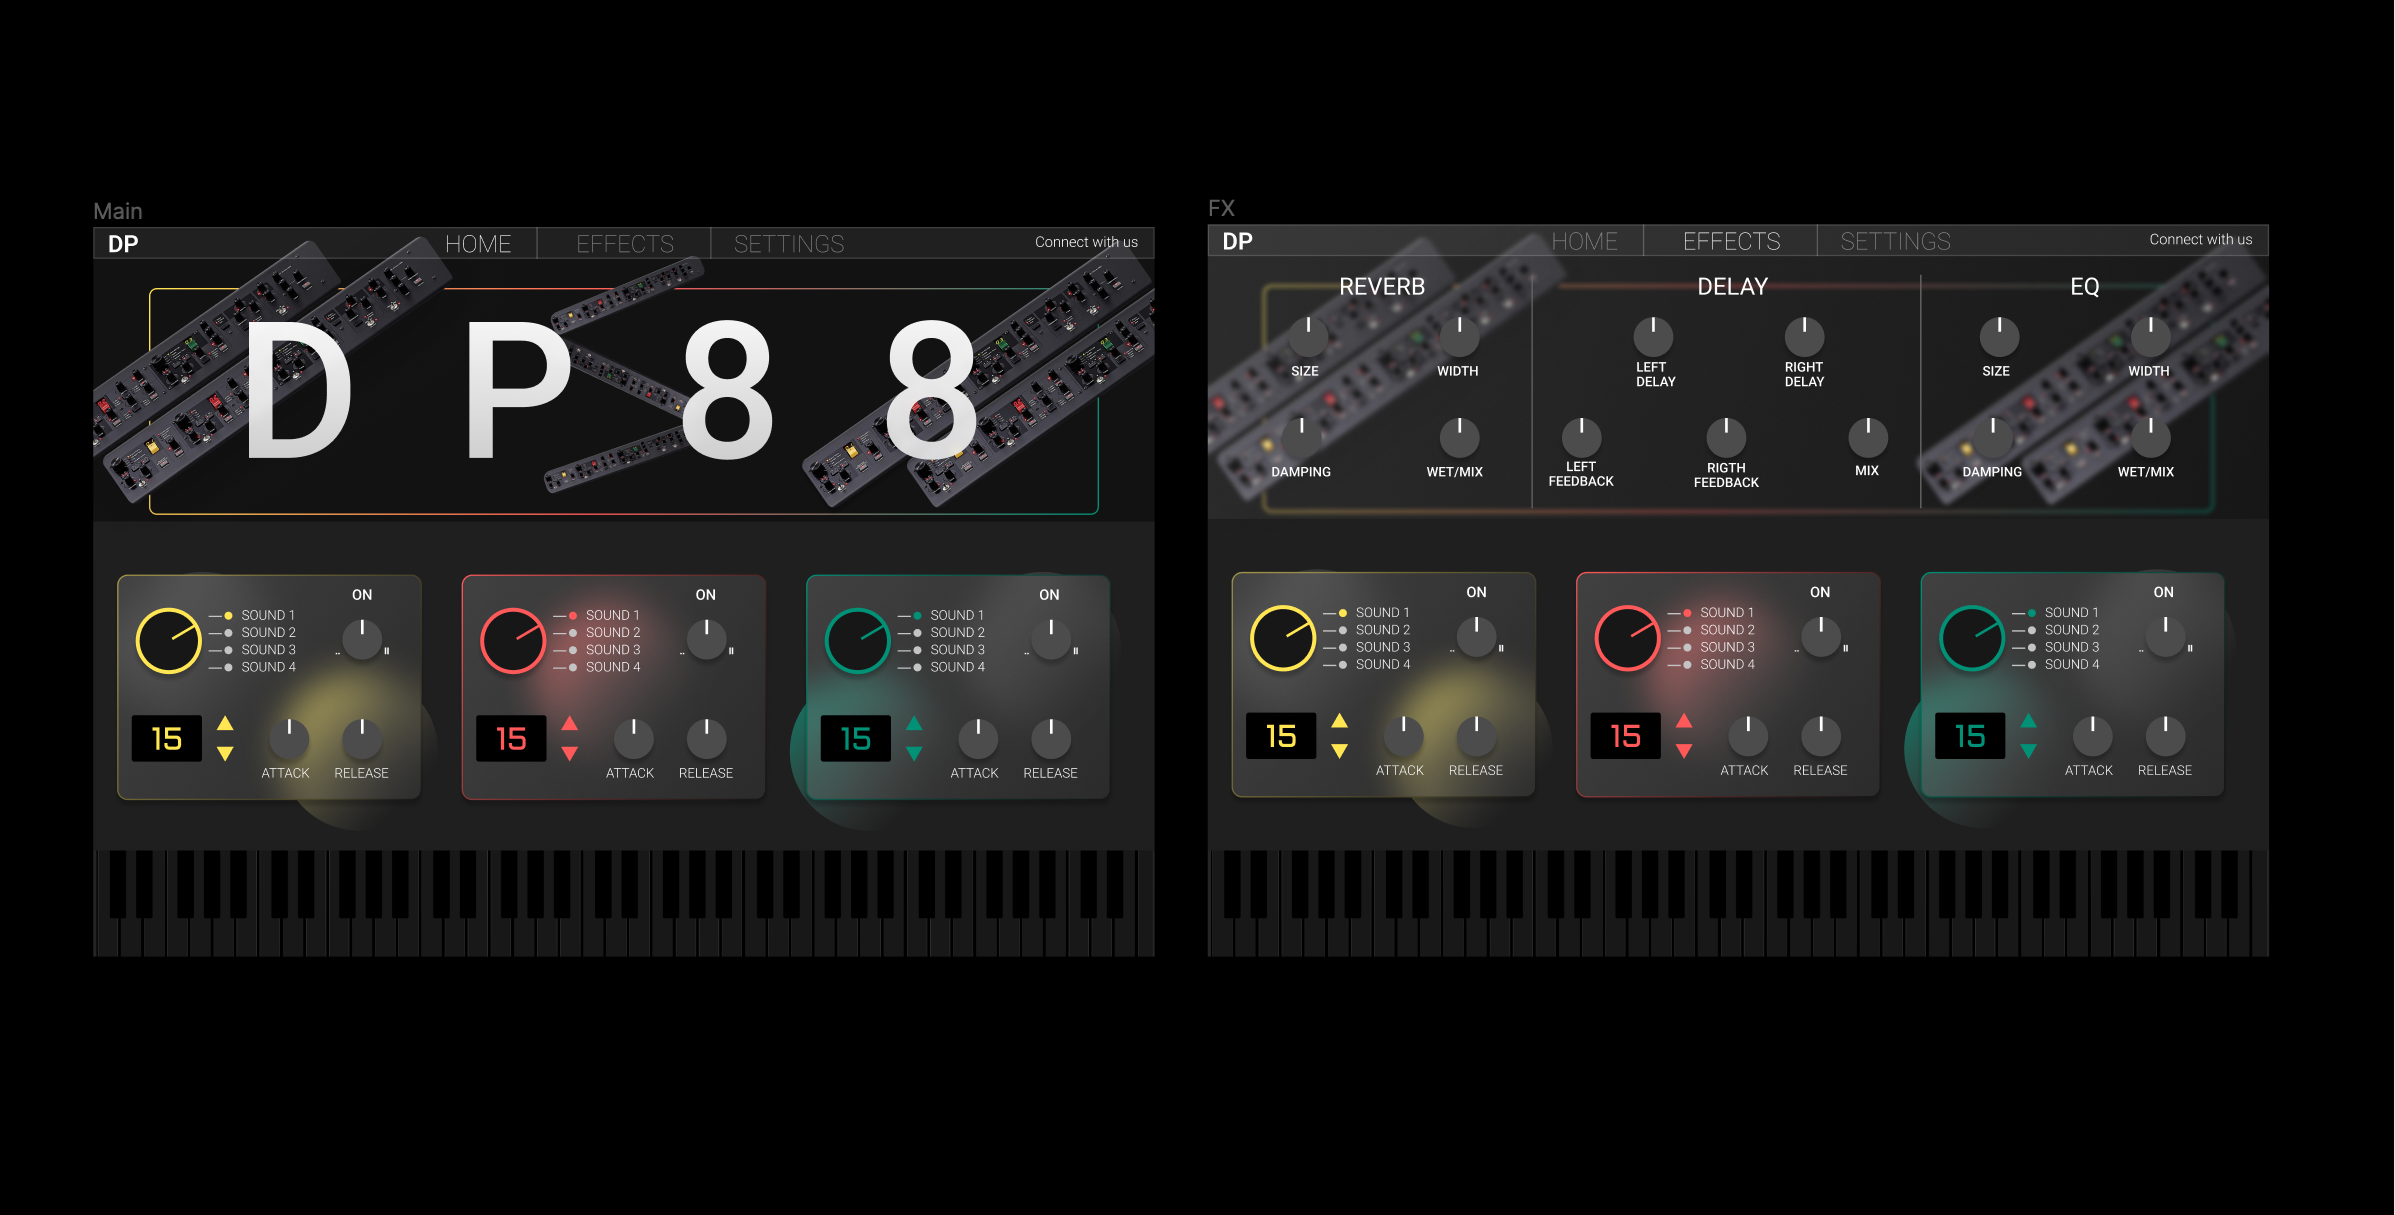 Main
DP
HOME
EFFECTS
SETTINGS
Connect with us
D P 8 8
SOUND 1
SOUND 2
SOUND 3
SOUND 4
ON
15
ATTACK
RELEASE
SOUND 1
SOUND 2
SOUND 3
SOUND 4
ON
15
ATTACK
RELEASE
SOUND 1
SOUND 2
SOUND 3
SOUND 4
ON
15
ATTACK
RELEASE
FX
DP
HOME
EFFECTS
SETTINGS
Connect with us
REVERB
SIZE
WIDTH
DAMPING
WET/MIX
DELAY
LEFT
DELAY
RIGHT
DELAY
LEFT
FEEDBACK
RIGTH
FEEDBACK
MIX
EQ
SIZE
WIDTH
DAMPING
WET/MIX
SOUND 1
SOUND 2
SOUND 3
SOUND 4
ON
15
ATTACK
RELEASE
SOUND 1
SOUND 2
SOUND 3
SOUND 4
ON
15
ATTACK
RELEASE
SOUND 1
SOUND 2
SOUND 3
SOUND 4
ON
15
ATTACK
RELEASE